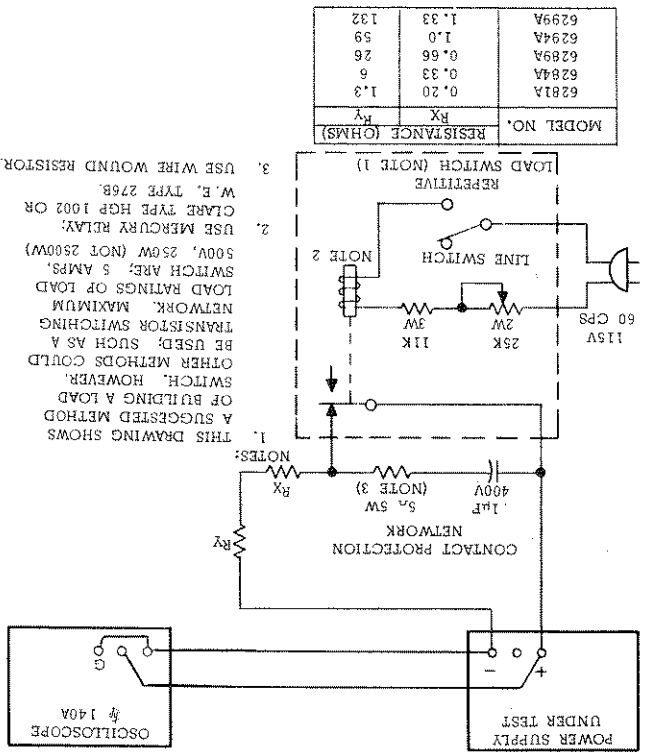 POWER SUPPLY
UNDER TEST
+
−
OSCILLOSCOPE
hp 140A
G
CONTACT PROTECTION
NETWORK
.1µF
400V
5Ω 5W
(NOTE 3)
RX
RY
115V
60 CPS
25K
2W
11K
3W
LINE SWITCH
NOTE 2
REPETITIVE
LOAD SWITCH (NOTE 1)
NOTES:
1. THIS DRAWING SHOWS
A SUGGESTED METHOD
OF BUILDING A LOAD
SWITCH. HOWEVER,
OTHER METHODS COULD
BE USED; SUCH AS A
TRANSISTOR SWITCHING
NETWORK. MAXIMUM
LOAD RATINGS OF LOAD
SWITCH ARE; 5 AMPS,
500V, 250W (NOT 2500W)
2. USE MERCURY RELAY;
CLARE TYPE HGP 1002 OR
W.E. TYPE 276B.
3. USE WIRE WOUND RESISTOR.
MODEL NO. RESISTANCE (OHMS)
RX RY
6281A 0.20 1.3
6284A 0.33 6
6289A 0.66 26
6294A 1.0 59
6299A 1.33 132